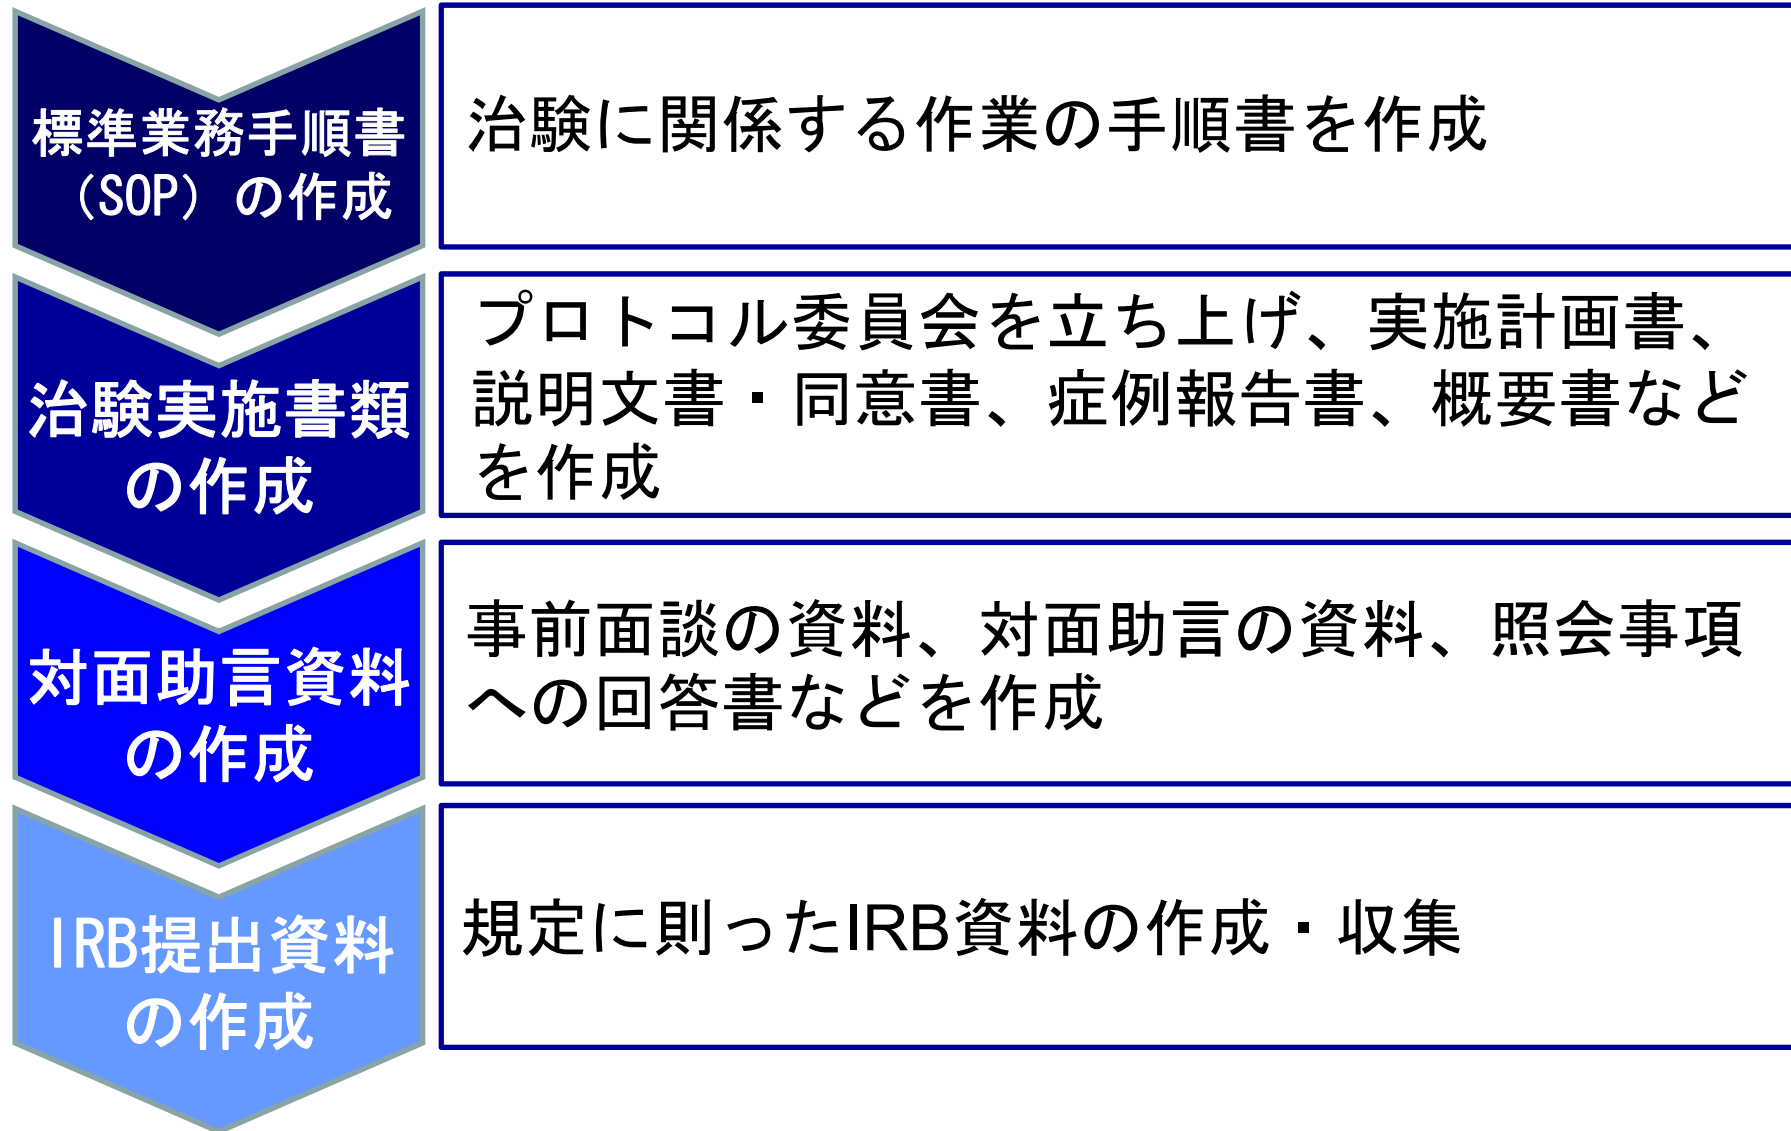 標準業務手順書
（SOP）の作成
治験に関係する作業の手順書を作成
治験実施書類
の作成
プロトコル委員会を立ち上げ、実施計画書、
説明文書・同意書、症例報告書、概要書など
を作成
対面助言資料
の作成
事前面談の資料、対面助言の資料、照会事項
への回答書などを作成
IRB提出資料
の作成
規定に則ったIRB資料の作成・収集